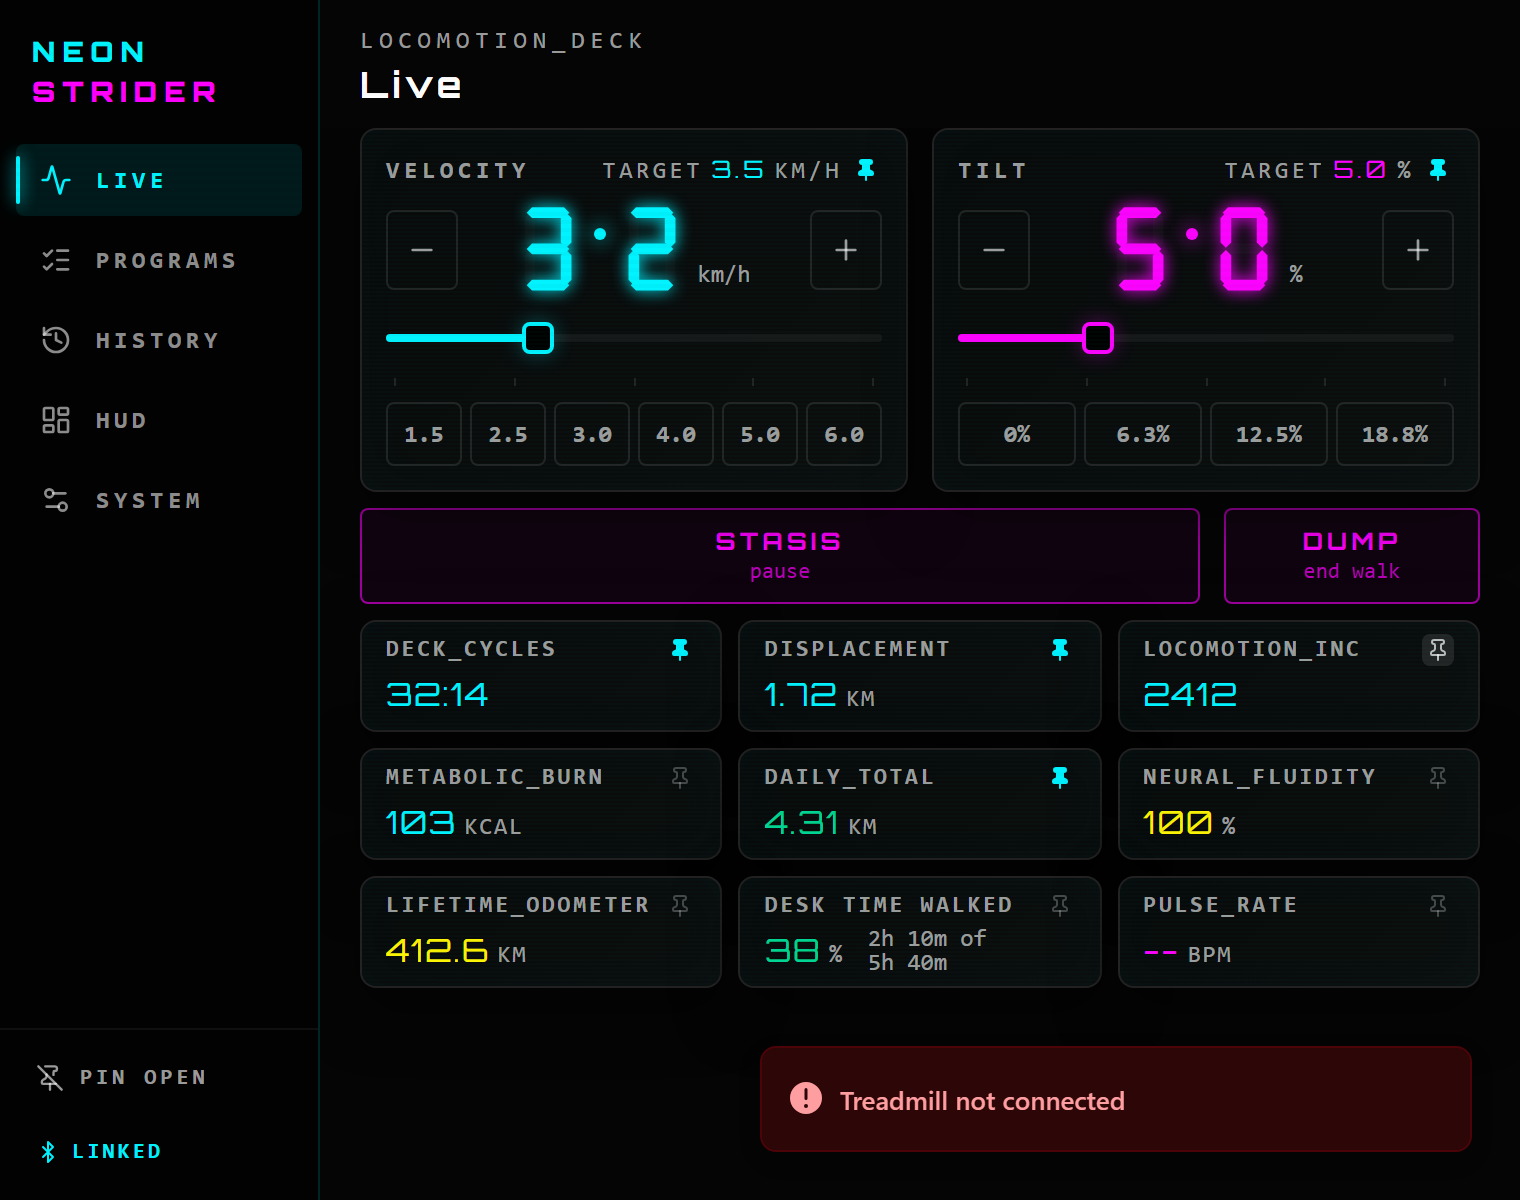 NEON
STRIDER
LIVE
PROGRAMS
HISTORY
HUD
SYSTEM
PIN OPEN
LINKED
LOCOMOTION_DECK
Live
VELOCITY TARGET 3.5 KM/H
3.2 km/h
1.5 2.5 3.0 4.0 5.0 6.0
TILT TARGET 5.0 %
5.0 %
0% 6.3% 12.5% 18.8%
STASIS
pause
DUMP
end walk
DECK_CYCLES
32:14
DISPLACEMENT
1.72 KM
LOCOMOTION_INC
2412
METABOLIC_BURN
103 KCAL
DAILY_TOTAL
4.31 KM
NEURAL_FLUIDITY
100 %
LIFETIME_ODOMETER
412.6 KM
DESK TIME WALKED
38 % 2h 10m of
5h 40m
PULSE_RATE
-- BPM
Treadmill not connected